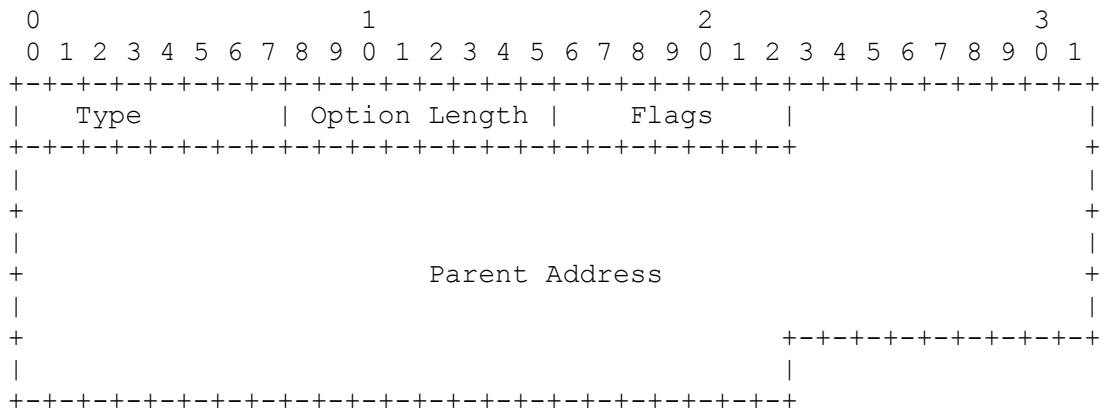 0                   1                   2                   3
0 1 2 3 4 5 6 7 8 9 0 1 2 3 4 5 6 7 8 9 0 1 2 3 4 5 6 7 8 9 0 1
+-+-+-+-+-+-+-+-+-+-+-+-+-+-+-+-+-+-+-+-+-+-+-+-+-+-+-+-+-+-+-+-+
|    Type       | Option Length |    Flags      |               |
+-+-+-+-+-+-+-+-+-+-+-+-+-+-+-+-+-+-+-+-+-+-+-+               +
|                                                               |
+                                                               +
|                                                               |
+                        Parent Address                         +
|                                                               |
+                                             +-+-+-+-+-+-+-+-+-+
|                                             |
+-+-+-+-+-+-+-+-+-+-+-+-+-+-+-+-+-+-+-+-+-+-+-+